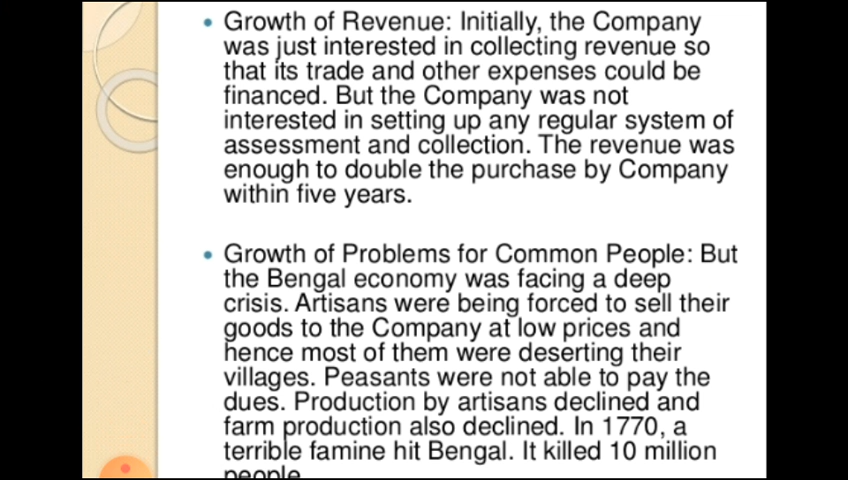 • Growth of Revenue: Initially, the Company
was just interested in collecting revenue so
that its trade and other expenses could be
financed. But the Company was not
interested in setting up any regular system of
assessment and collection. The revenue was
enough to double the purchase by Company
within five years.
• Growth of Problems for Common People: But
the Bengal economy was facing a deep
crisis. Artisans were being forced to sell their
goods to the Company at low prices and
hence most of them were deserting their
villages. Peasants were not able to pay the
dues. Production by artisans declined and
farm production also declined. In 1770, a
terrible famine hit Bengal. It killed 10 million
people